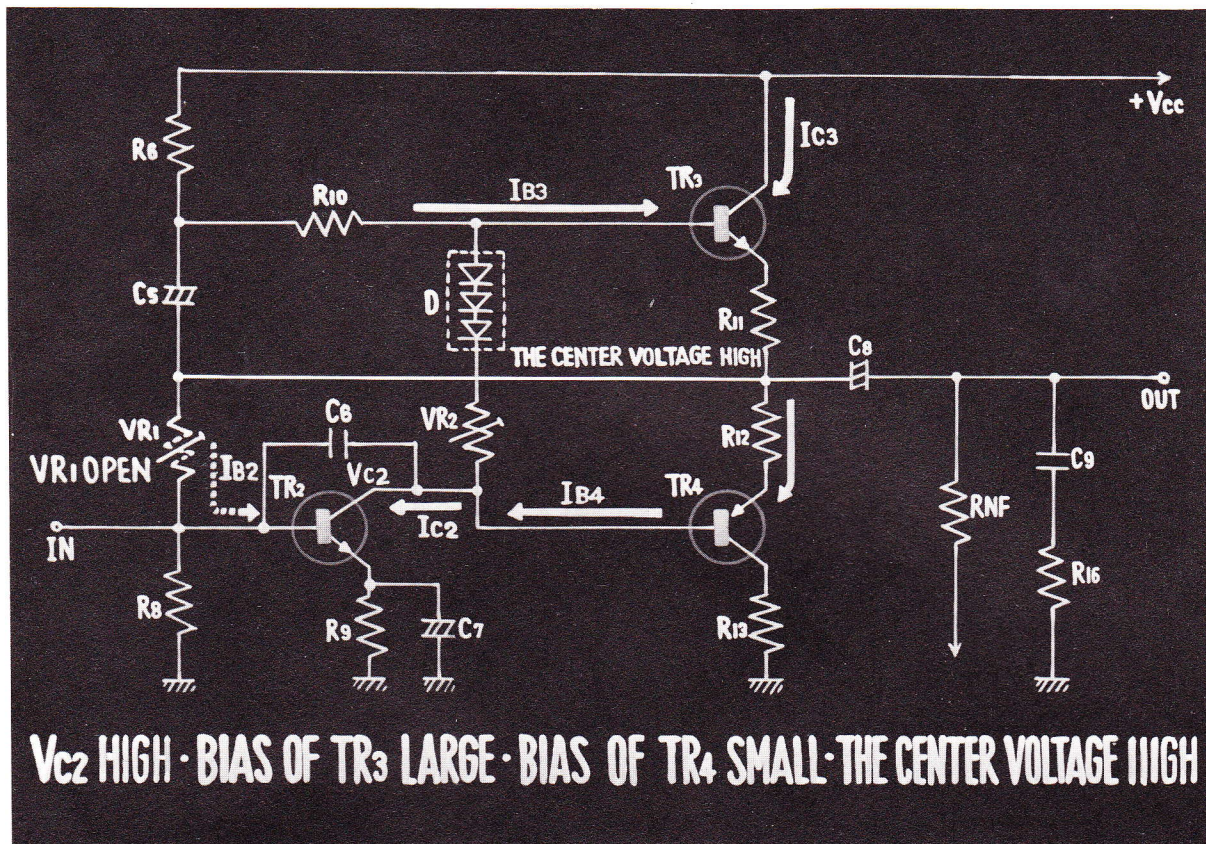 +Vcc
R6
IC3
TR3
R10
IB3
C5
D
R11
THE CENTER VOLTAGE HIGH
C8
OUT
VR1
VR1 OPEN
IB2
C6
VC2
VR2
R12
C9
TR2
IC2
IB4
TR4
RNF
IN
R8
R9
C7
R13
R16
VC2 HIGH · BIAS OF TR3 LARGE · BIAS OF TR4 SMALL · THE CENTER VOLTAGE HIGH